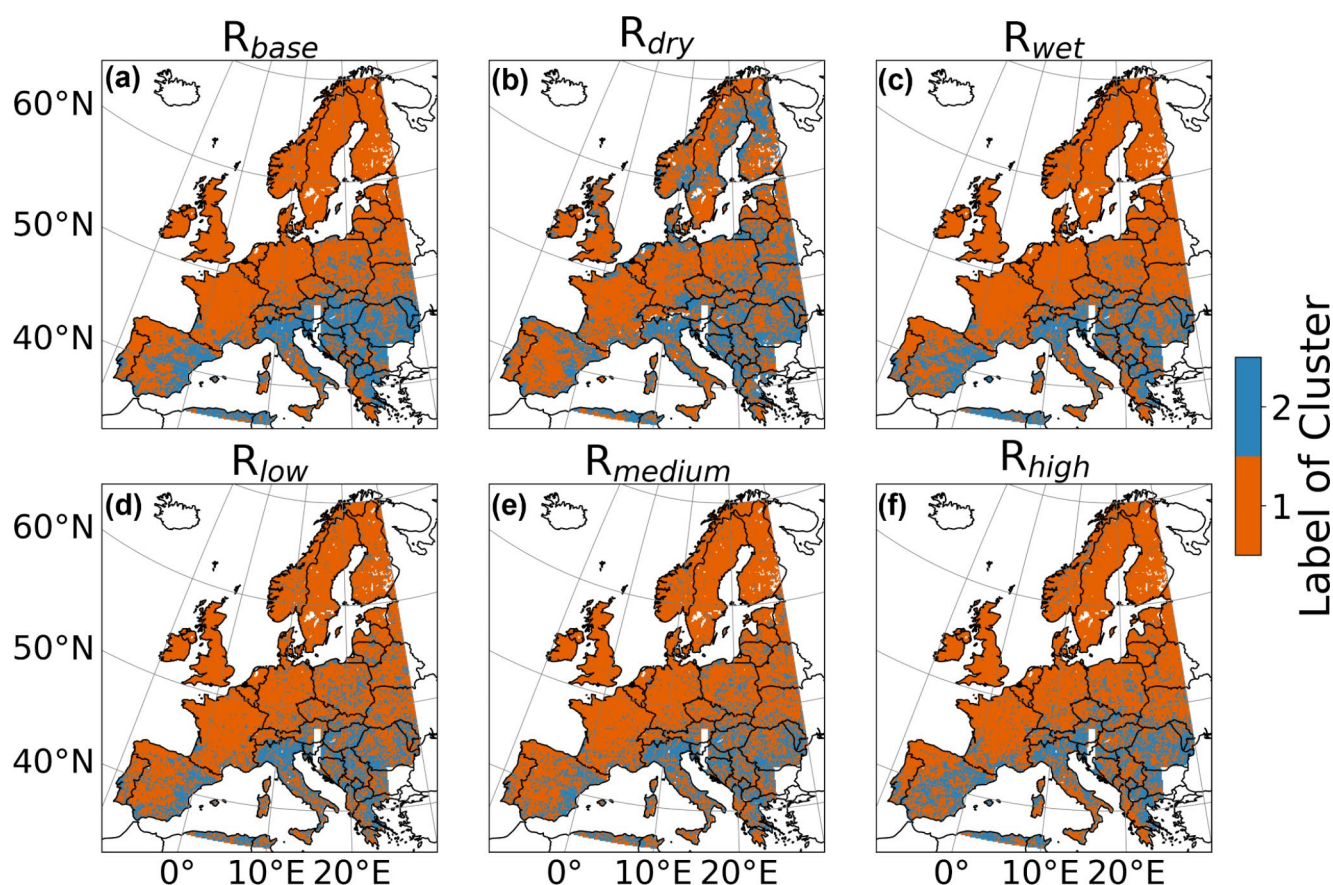 R_base
R_dry
R_wet
(a)
(b)
(c)
60°N
50°N
40°N
R_low
R_medium
R_high
(d)
(e)
(f)
60°N
50°N
40°N
0°
10°E
20°E
0°
10°E
20°E
0°
10°E
20°E
2
1
Label of Cluster